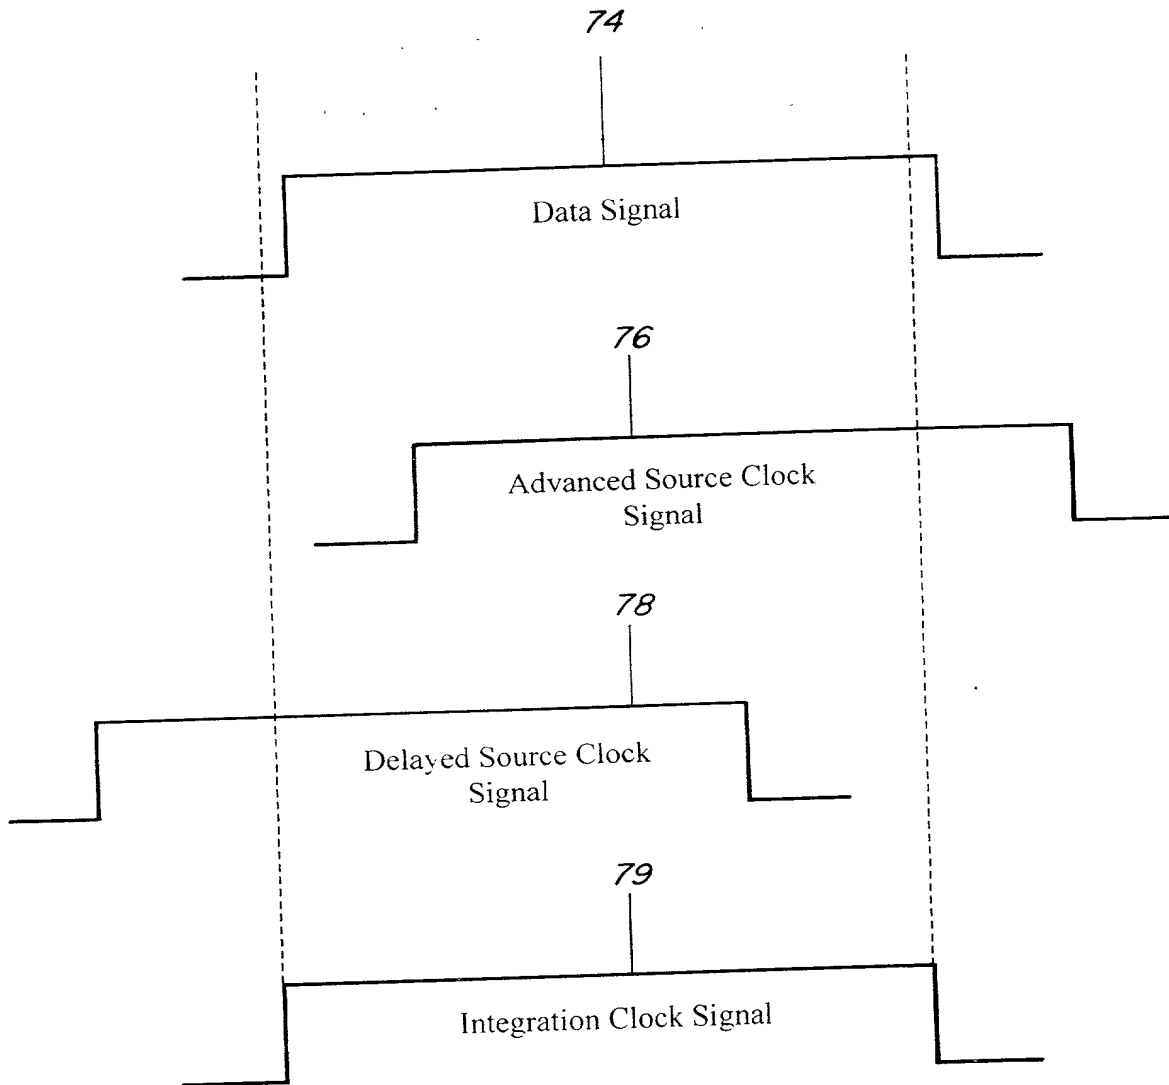 74
Data Signal
76
Advanced Source Clock
Signal
78
Delayed Source Clock
Signal
79
Integration Clock Signal